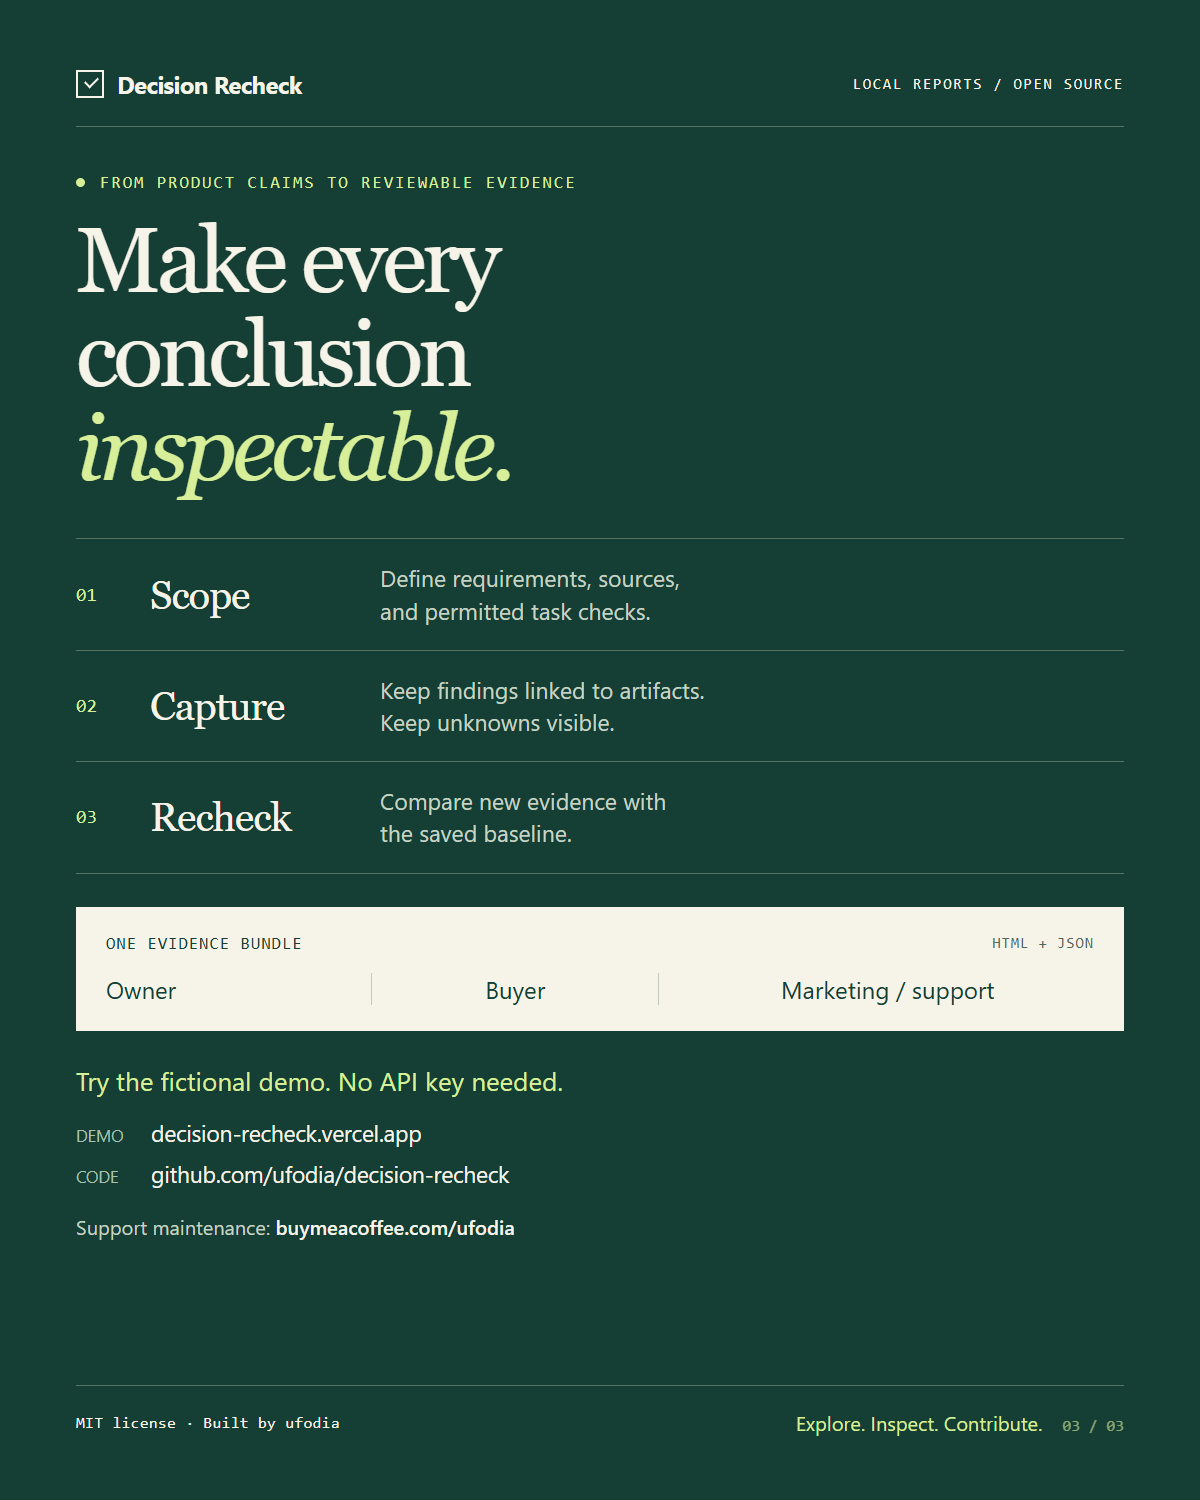 Decision Recheck
LOCAL REPORTS / OPEN SOURCE
FROM PRODUCT CLAIMS TO REVIEWABLE EVIDENCE
Make every
conclusion
inspectable.
01
Scope
Define requirements, sources,
and permitted task checks.
02
Capture
Keep findings linked to artifacts.
Keep unknowns visible.
03
Recheck
Compare new evidence with
the saved baseline.
ONE EVIDENCE BUNDLE
HTML + JSON
Owner
Buyer
Marketing / support
Try the fictional demo. No API key needed.
DEMO decision-recheck.vercel.app
CODE github.com/ufodia/decision-recheck
Support maintenance: buymeacoffee.com/ufodia
MIT license · Built by ufodia
Explore. Inspect. Contribute. 03 / 03